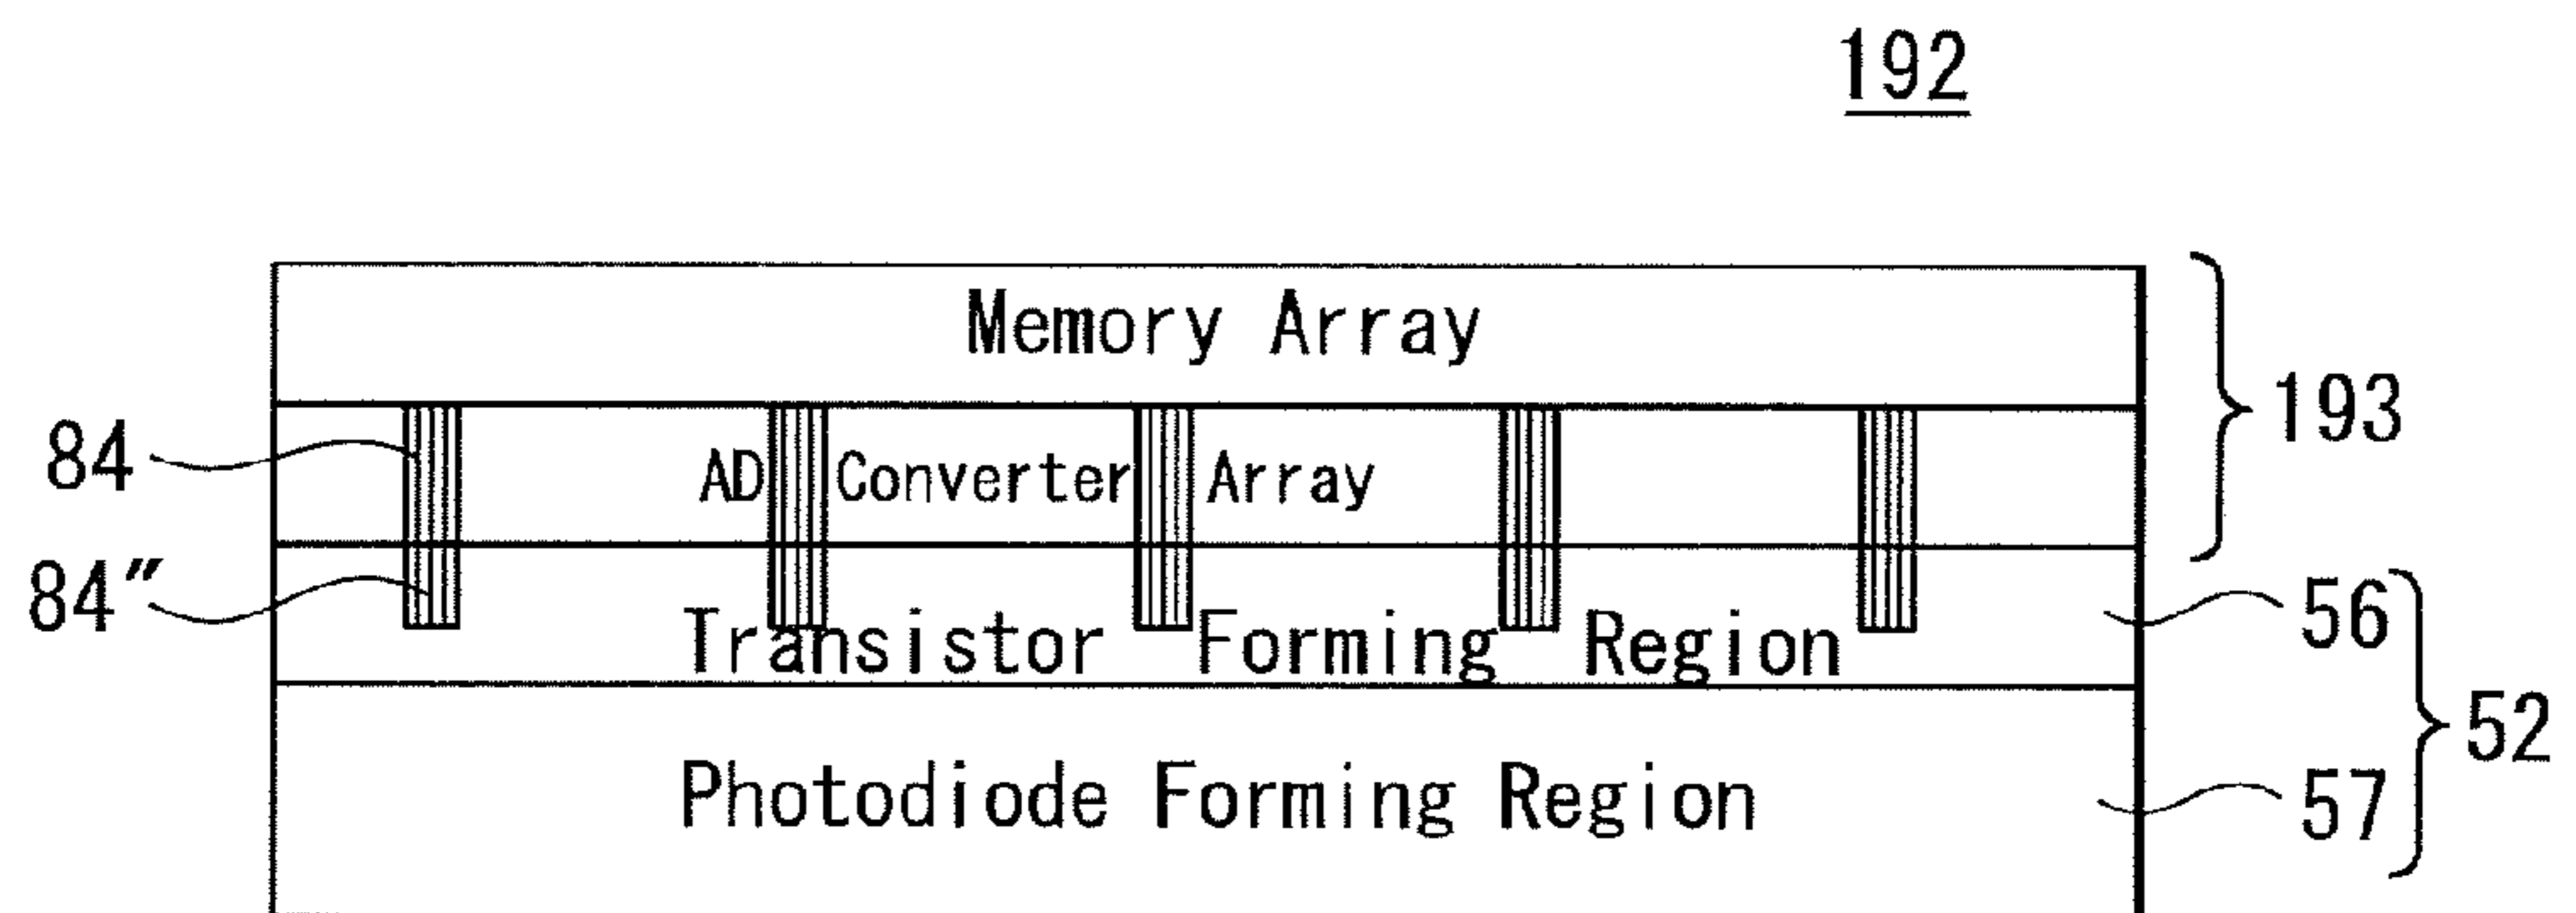 192
Memory Array
193
84
AD Converter Array
84″
56
Transistor Forming Region
52
Photodiode Forming Region
57